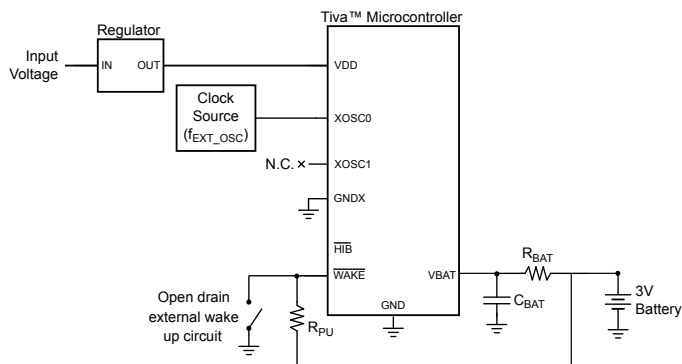 Tiva™ Microcontroller
Regulator
Input
Voltage
IN
OUT
VDD
Clock
Source
(fEXT_OSC)
XOSC0
N.C.
XOSC1
GNDX
HIB
WAKE
VBAT
RBAT
Open drain
external wake
up circuit
RPU
GND
CBAT
3V
Battery